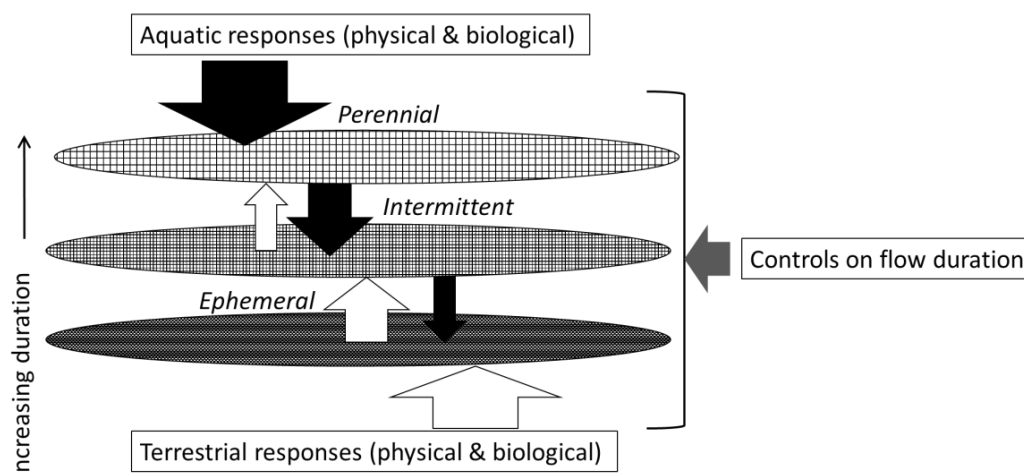 Aquatic responses (physical & biological)
Perennial
Intermittent
Controls on flow duration
Ephemeral
ncreasing duration
Terrestrial responses (physical & biological)